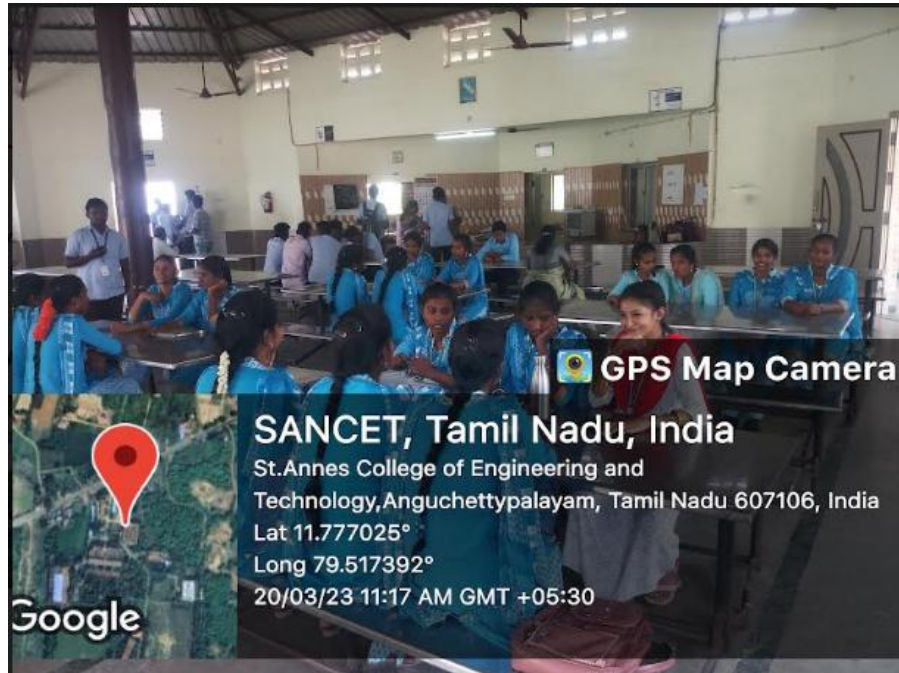 GPS Map Camera
SANCET, Tamil Nadu, India
St.Annes College of Engineering and
Technology,Anguchettypalayam, Tamil Nadu 607106, India
Lat 11.777025°
Long 79.517392°
20/03/23 11:17 AM GMT +05:30
Google